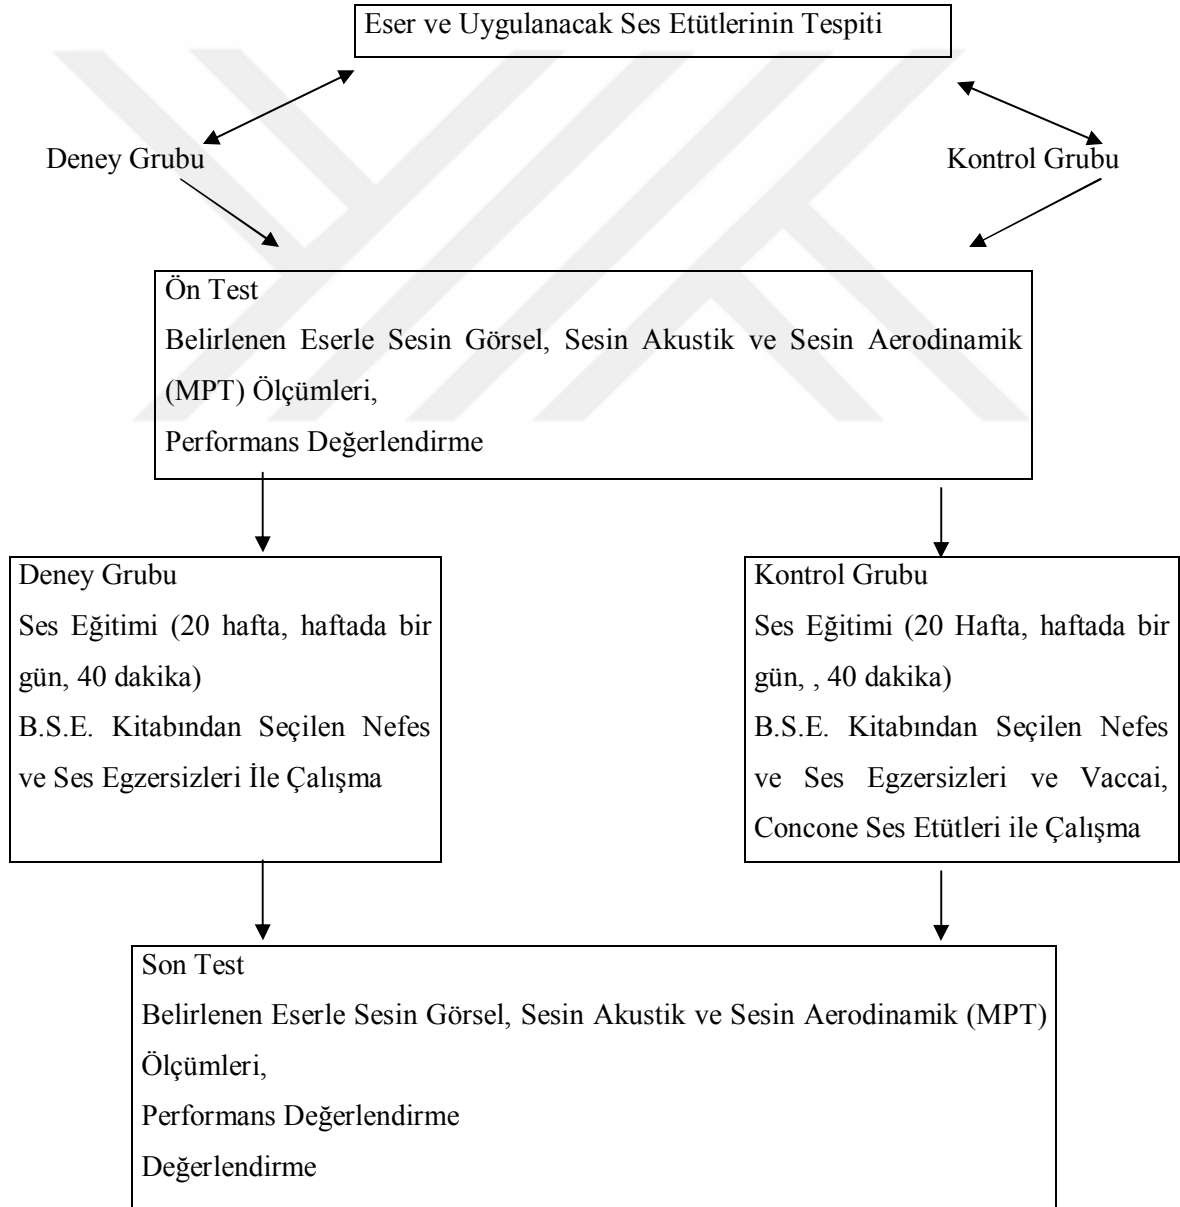 Eser ve Uygulanacak Ses Etütlerinin Tespiti
Deney Grubu
Kontrol Grubu
Ön Test
Belirlenen Eserle Sesin Görsel, Sesin Akustik ve Sesin Aerodinamik
(MPT) Ölçümleri,
Performans Değerlendirme
Deney Grubu
Ses Eğitimi (20 hafta, haftada bir
gün, 40 dakika)
B.S.E. Kitabından Seçilen Nefes
ve Ses Egzersizleri İle Çalışma
Kontrol Grubu
Ses Eğitimi (20 Hafta, haftada bir
gün, , 40 dakika)
B.S.E. Kitabından Seçilen Nefes
ve Ses Egzersizleri ve Vaccai,
Concone Ses Etütleri ile Çalışma
Son Test
Belirlenen Eserle Sesin Görsel, Sesin Akustik ve Sesin Aerodinamik (MPT)
Ölçümleri,
Performans Değerlendirme
Değerlendirme